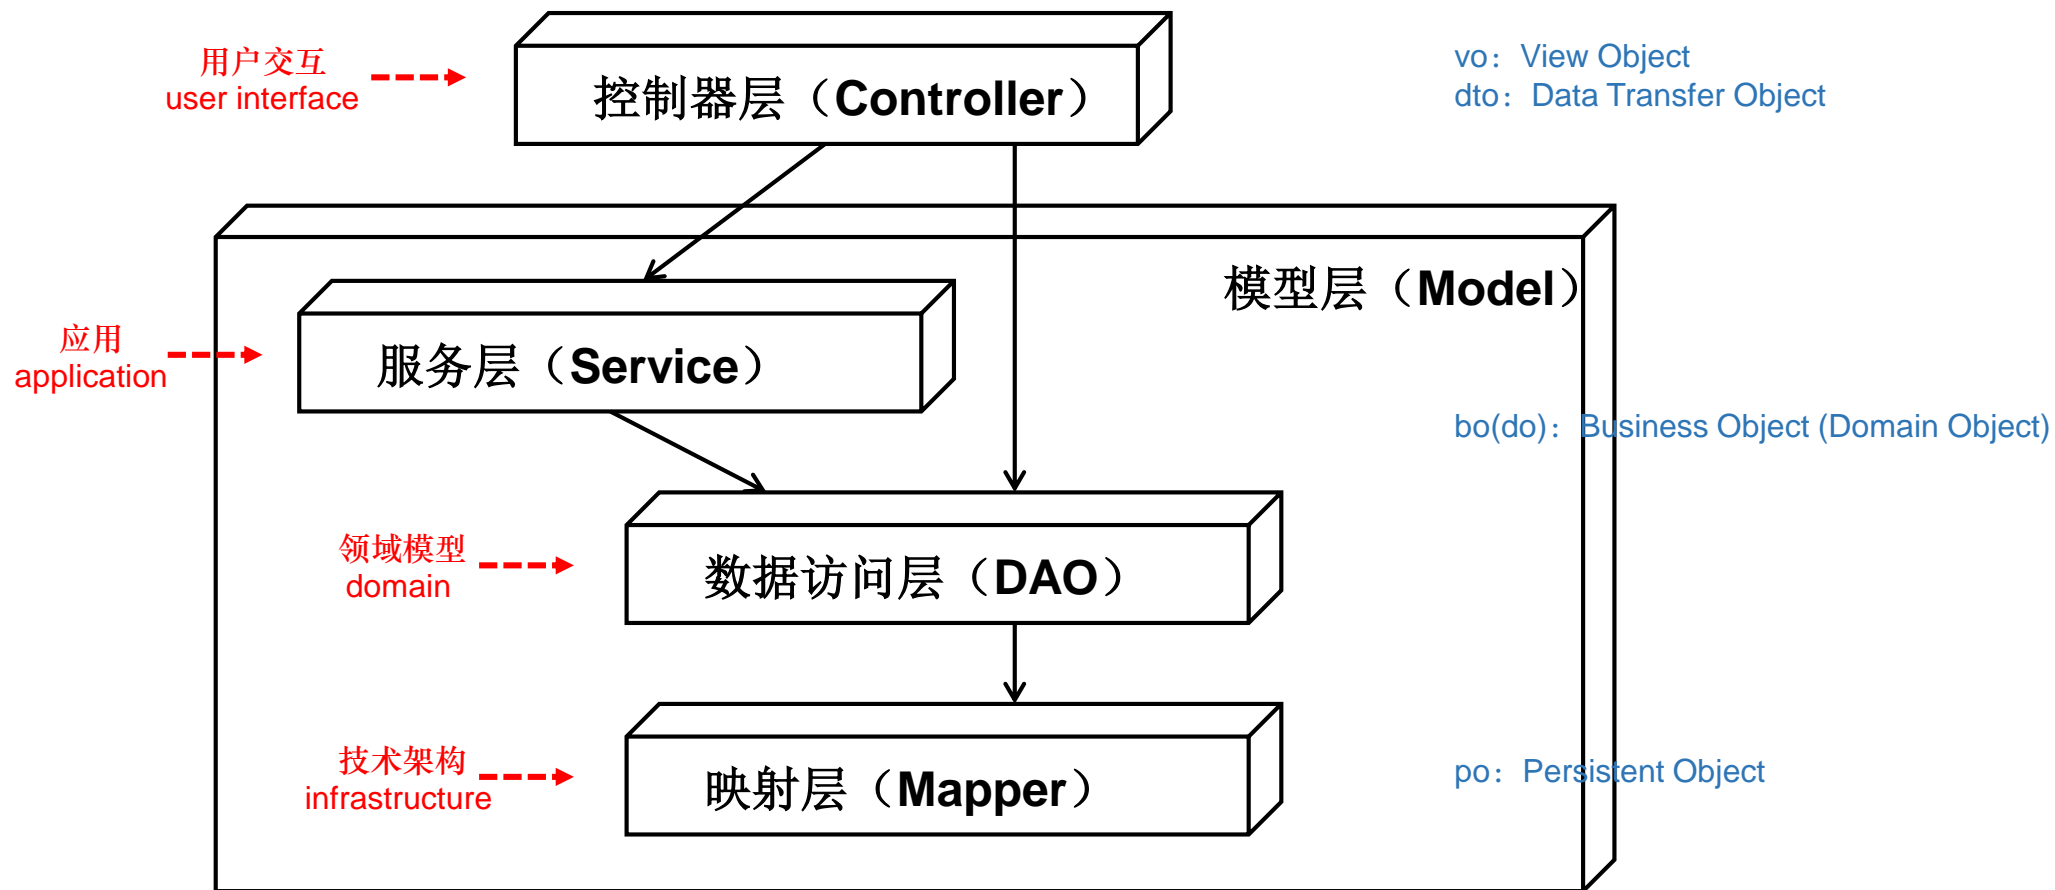 用户交互
user interface
控制器层（Controller）
vo：View Object
dto：Data Transfer Object
模型层（Model）
应用
application
服务层（Service）
bo(do)：Business Object (Domain Object)
领域模型
domain
数据访问层（DAO）
技术架构
infrastructure
映射层（Mapper）
po：Persistent Object